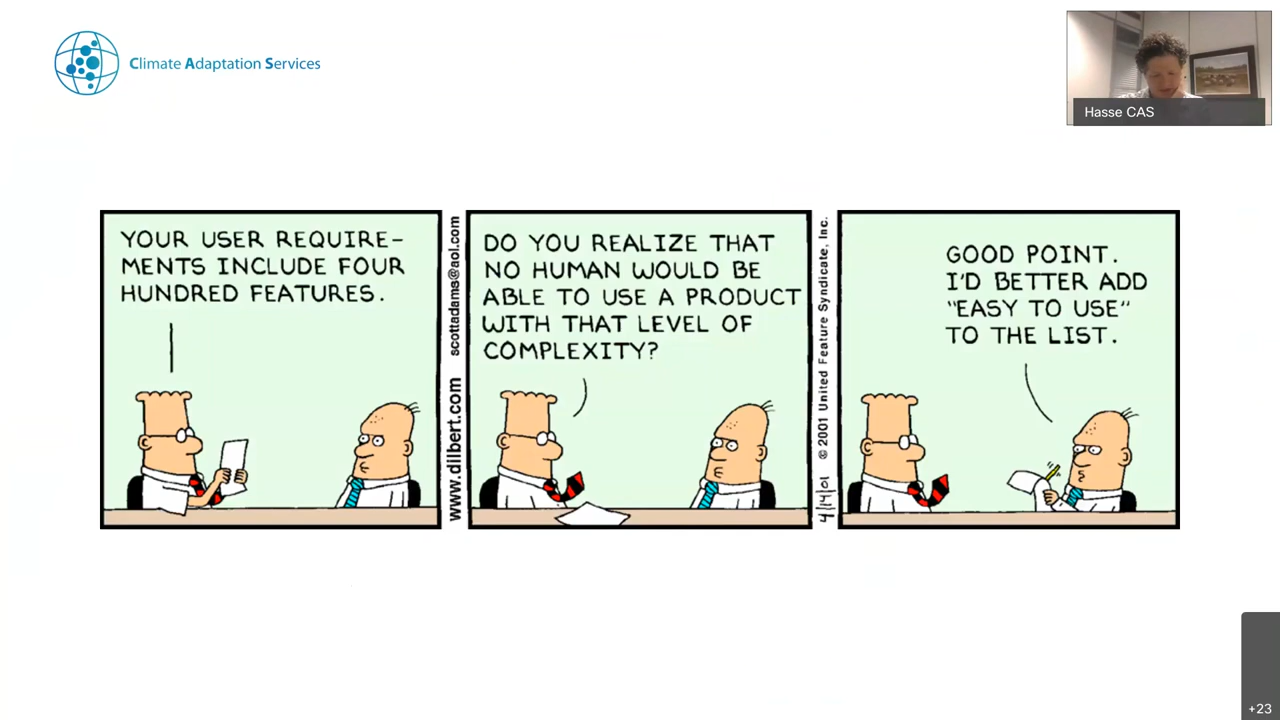 Climate Adaptation Services
Hasse CAS
YOUR USER REQUIRE-
MENTS INCLUDE FOUR
HUNDRED FEATURES.
www.dilbert.com scottadams@aol.com
DO YOU REALIZE THAT
NO HUMAN WOULD BE
ABLE TO USE A PRODUCT
WITH THAT LEVEL OF
COMPLEXITY?
4/14/01 © 2001 United Feature Syndicate, Inc.
GOOD POINT.
I'D BETTER ADD
"EASY TO USE"
TO THE LIST.
+23